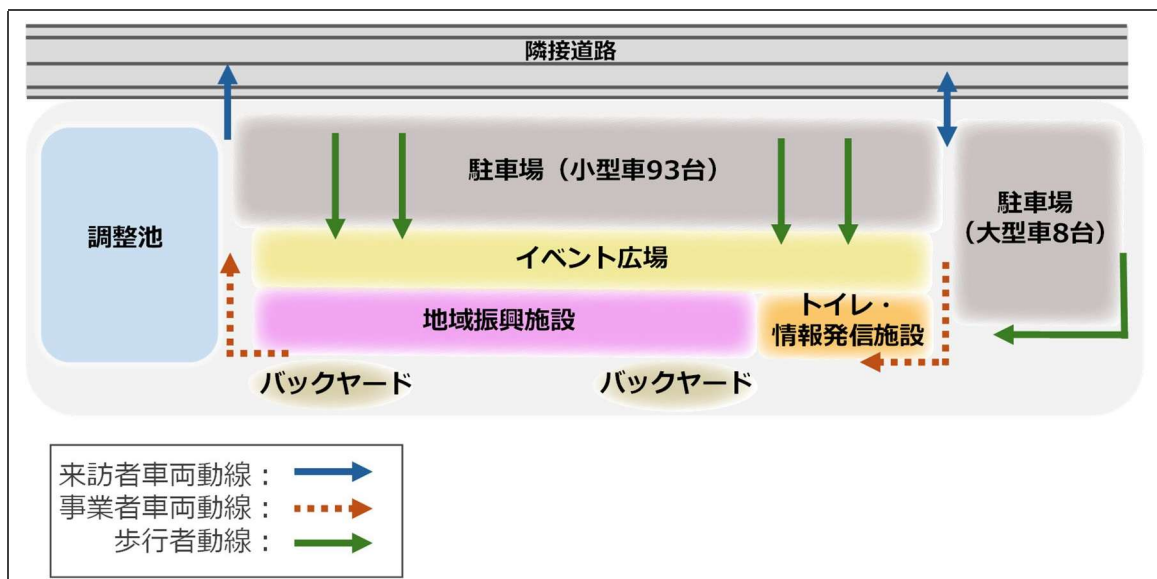 隣接道路
駐車場（小型車93台）
駐車場
（大型車8台）
調整池
イベント広場
地域振興施設
トイレ・
情報発信施設
バックヤード
バックヤード
来訪者車両動線：
事業者車両動線：
歩行者動線：